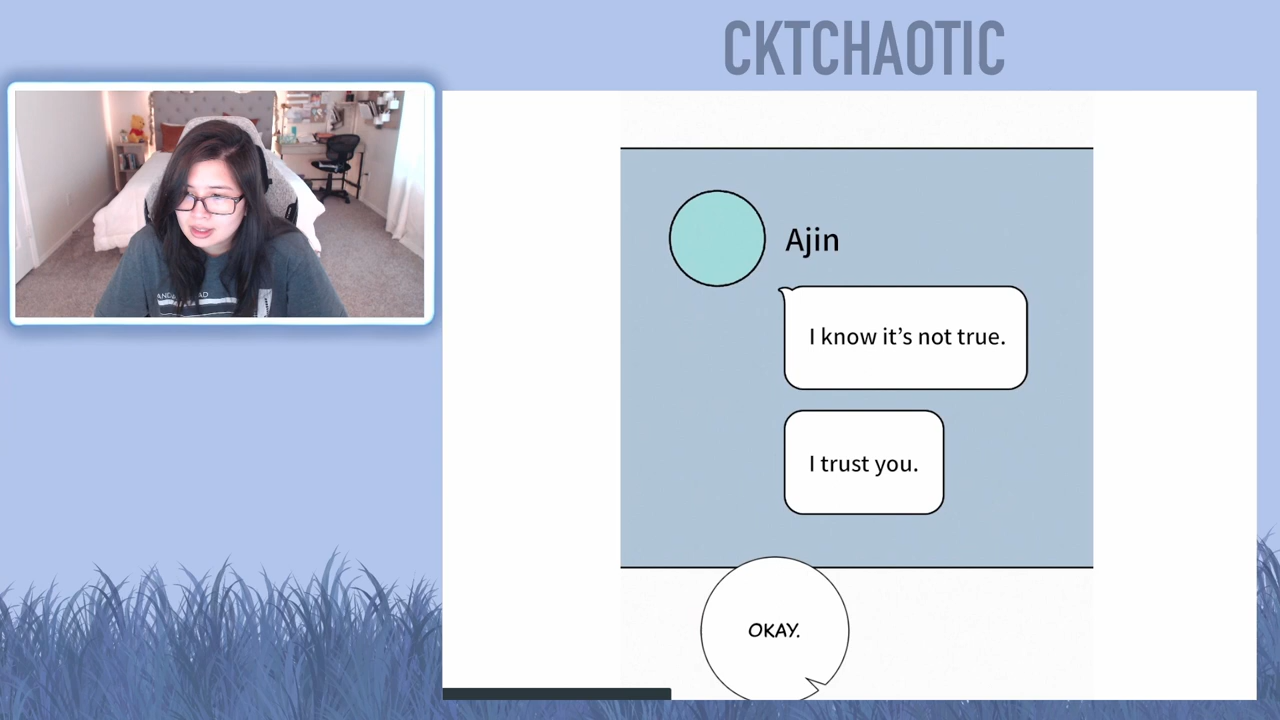 CKTCHAOTIC
Ajin
I know it’s not true.
I trust you.
OKAY.